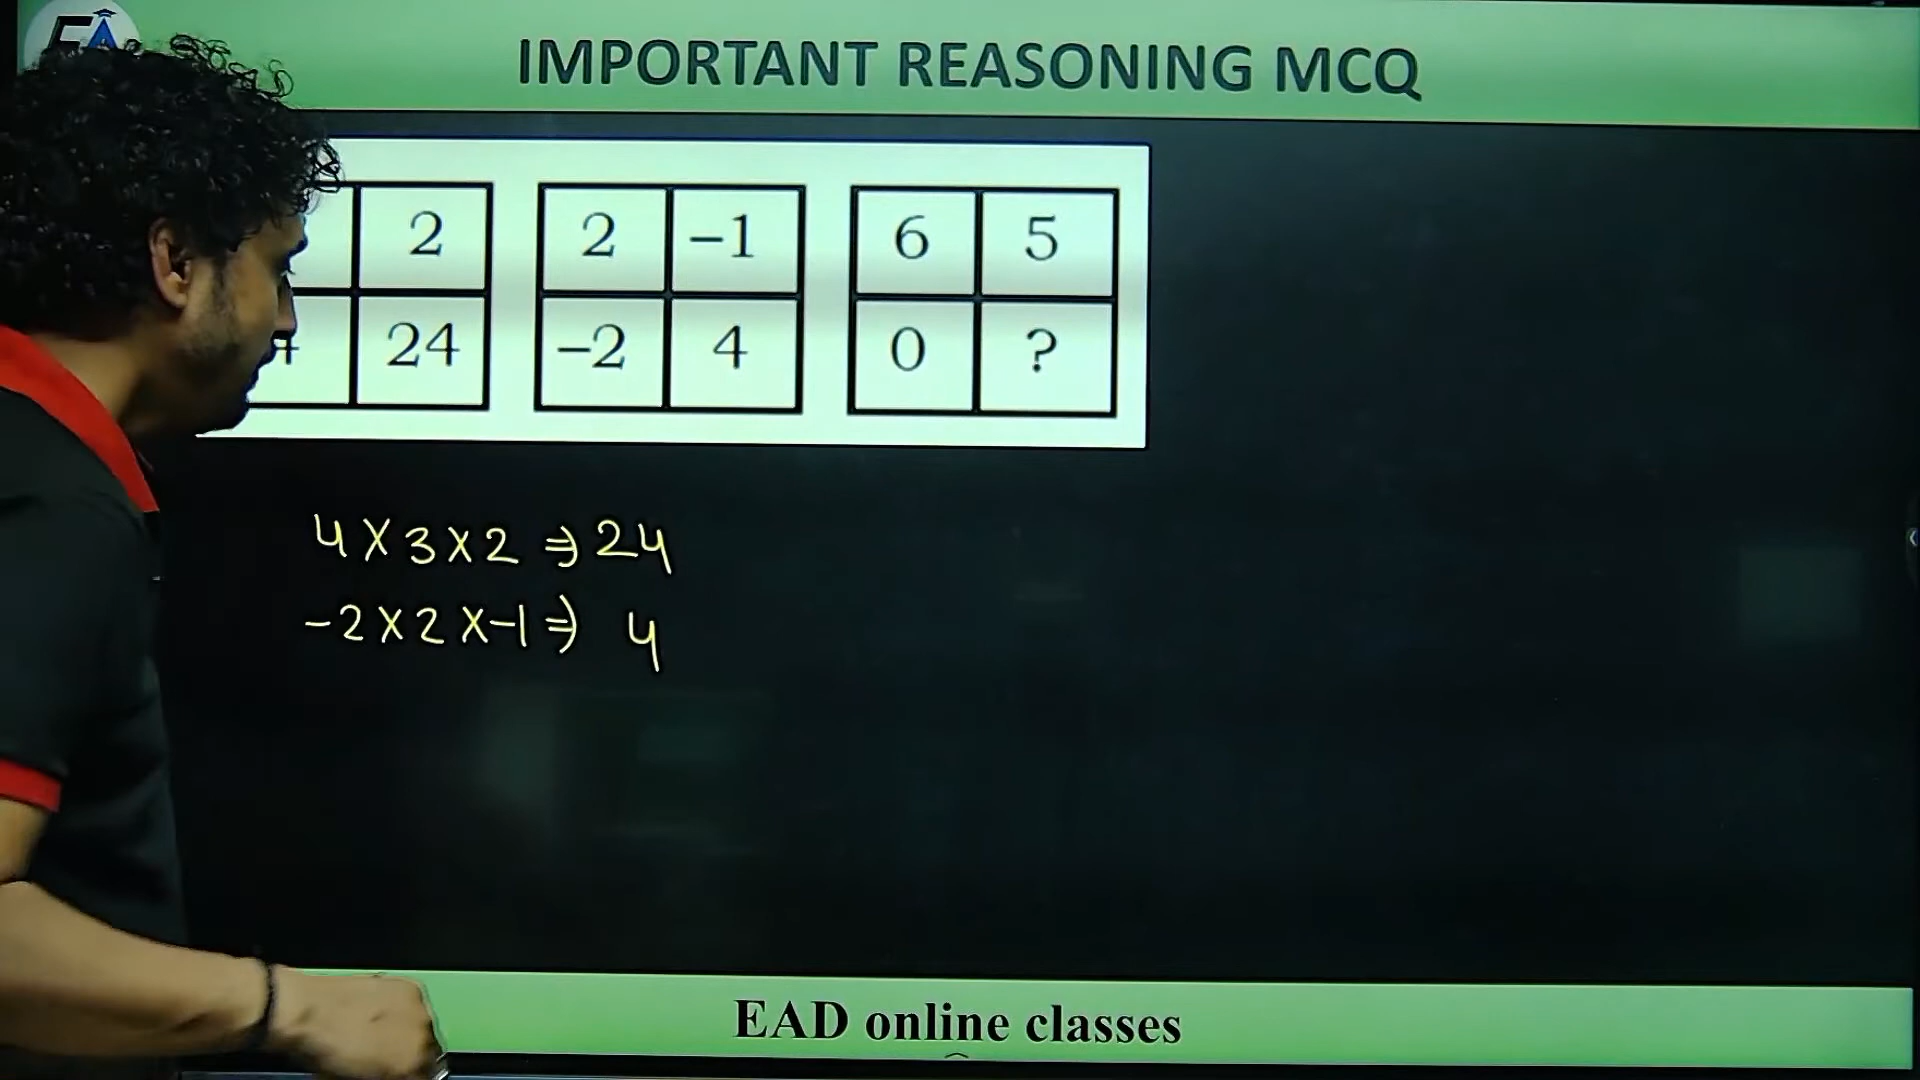 IMPORTANT REASONING MCQ
2 2 -1 6 5
24 -2 4 0 ?
4 X 3 X 2 ⇒ 24
-2 X 2 X -1 ⇒ 4
EAD online classes